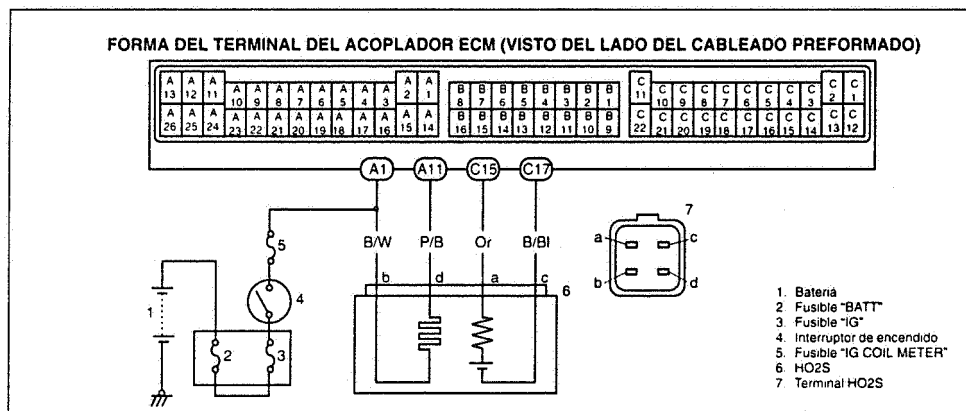 FORMA DEL TERMINAL DEL ACOPLADOR ECM (VISTO DEL LADO DEL CABLEADO PREFORMADO)
A13 A12 A11 A10 A9 A8 A7 A6 A5 A4 A3 A2 A1
A26 A25 A24 A23 A22 A21 A20 A19 A18 A17 A16 A15 A14
B8 B7 B6 B5 B4 B3 B2 B1
B16 B15 B14 B13 B12 B11 B10 B9
C11 C10 C9 C8 C7 C6 C5 C4 C3 C2 C1
C22 C21 C20 C19 C18 C17 C16 C15 C14 C13 C12
A1 A11 C15 C17
B/W P/B Or B/Bl
b d a c
1
2
3
4
5
6
7
a c
b d
1. Bateriá
2. Fusible "BATT"
3. Fusible "IG"
4. Interruptor de encendido
5. Fusible "IG COIL METER"
6. HO2S
7. Terminal HO2S